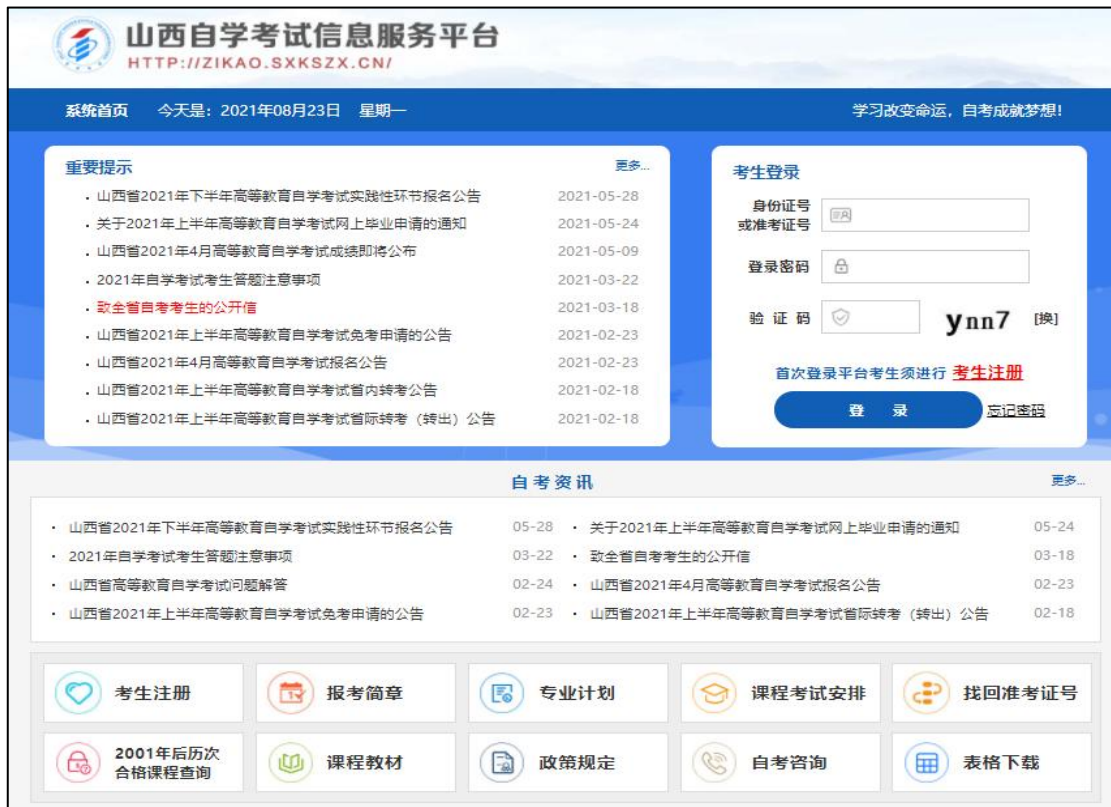 山西自学考试信息服务平台
HTTP://ZIKAO.SXKSZX.CN/
系统首页 今天是：2021年08月23日 星期一 学习改变命运，自考成就梦想!
重要提示 更多...
· 山西省2021年下半年高等教育自学考试实践性环节报名公告 2021-05-28
· 关于2021年上半年高等教育自学考试网上毕业申请的通知 2021-05-24
· 山西省2021年4月高等教育自学考试成绩即将公布 2021-05-09
· 2021年自学考试考生答题注意事项 2021-03-22
· 致全省自考考生的公开信 2021-03-18
· 山西省2021年上半年高等教育自学考试免考申请的公告 2021-02-23
· 山西省2021年4月高等教育自学考试报名公告 2021-02-23
· 山西省2021年上半年高等教育自学考试省内转考公告 2021-02-18
· 山西省2021年上半年高等教育自学考试省际转考（转出）公告 2021-02-18
考生登录
身份证号
或准考证号
登录密码
验 证 码 ynn7 [换]
首次登录平台考生须进行 考生注册
登 录 忘记密码
自考资讯 更多...
· 山西省2021年下半年高等教育自学考试实践性环节报名公告 05-28 · 关于2021年上半年高等教育自学考试网上毕业申请的通知 05-24
· 2021年自学考试考生答题注意事项 03-22 · 致全省自考考生的公开信 03-18
· 山西省高等教育自学考试问题解答 02-24 · 山西省2021年4月高等教育自学考试报名公告 02-23
· 山西省2021年上半年高等教育自学考试免考申请的公告 02-23 · 山西省2021年上半年高等教育自学考试省际转考（转出）公告 02-18
考生注册 报考简章 专业计划 课程考试安排 找回准考证号
2001年后历次
合格课程查询 课程教材 政策规定 自考咨询 表格下载